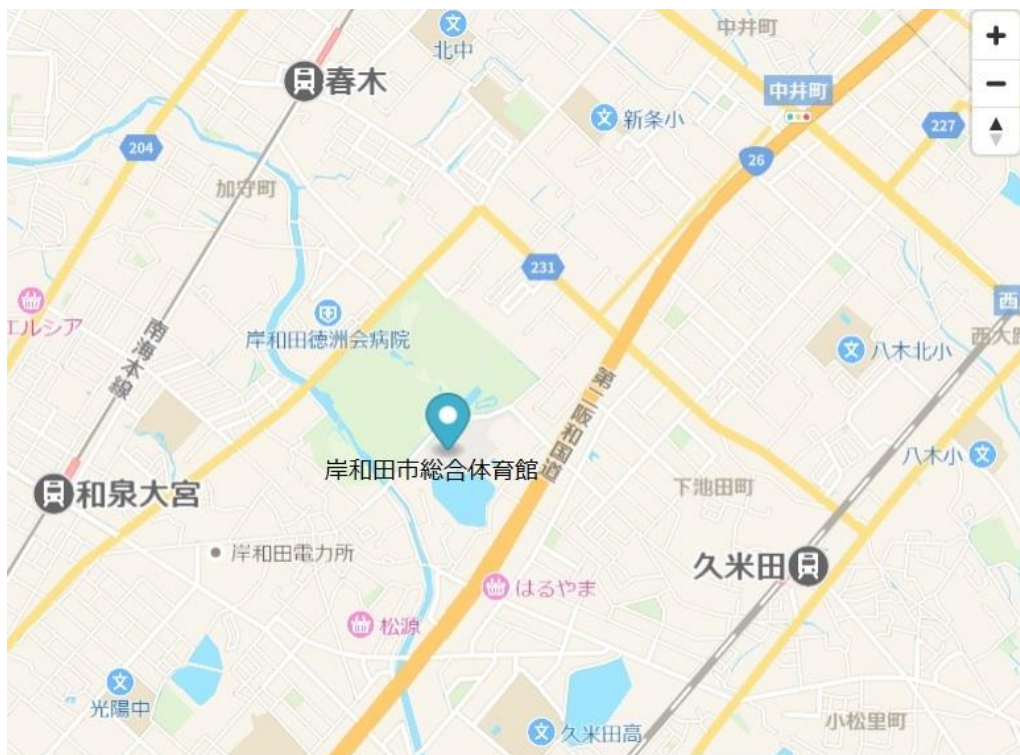 中井町
北中
春木
中井町
新条小
227
204
26
加守町
231
西
エルシア
岸和田徳洲会病院
八木北小
南海本線
第二阪和国道
八木小
岸和田市総合体育館
和泉大宮
下池田町
岸和田電力所
久米田
はるやま
松源
光陽中
久米田高
小松里町